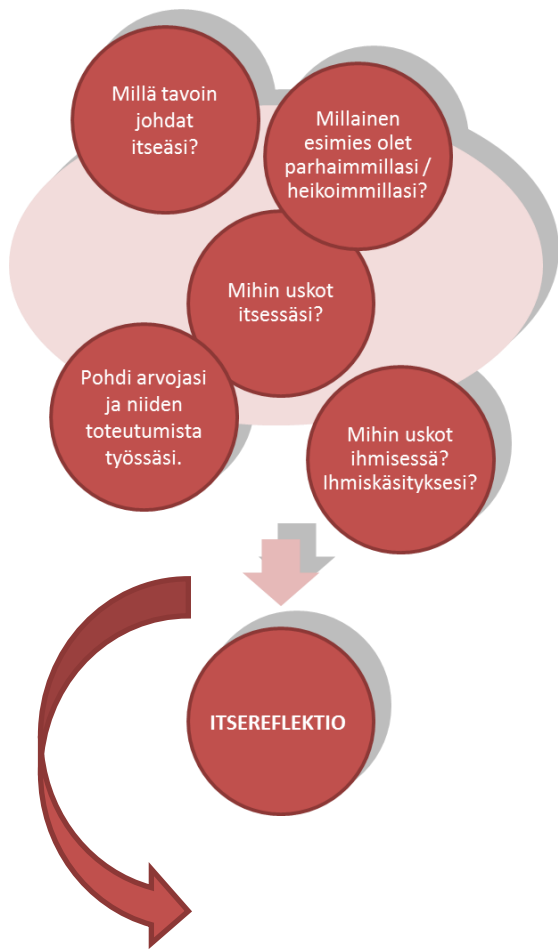 Millä tavoin
johdat
itseäsi?
Millainen
esimies olet
parhaimmillasi /
heikoimmillasi?
Mihin uskot
itsessäsi?
Pohdi arvojasi
ja niiden
toteutumista
työssäsi.
Mihin uskot
ihmisessä?
Ihmiskäsityksesi?
ITSEREFLEKTIO